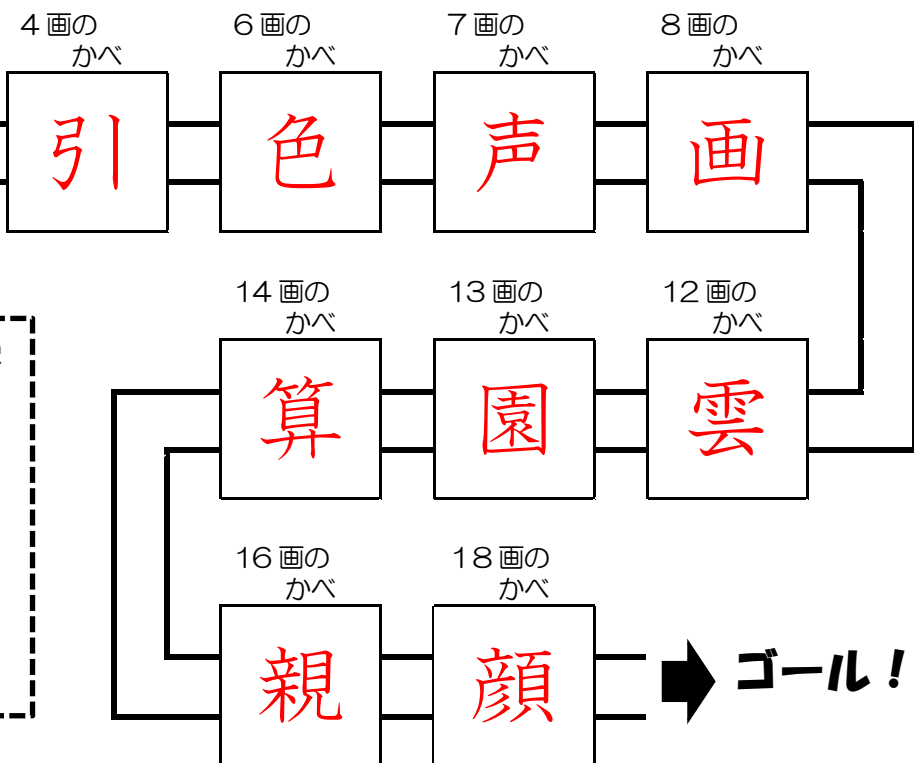 4画の
かべ
引
6画の
かべ
色
7画の
かべ
声
8画の
かべ
画
12画の
かべ
雲
13画の
かべ
園
14画の
かべ
算
16画の
かべ
親
18画の
かべ
顔
ゴール！